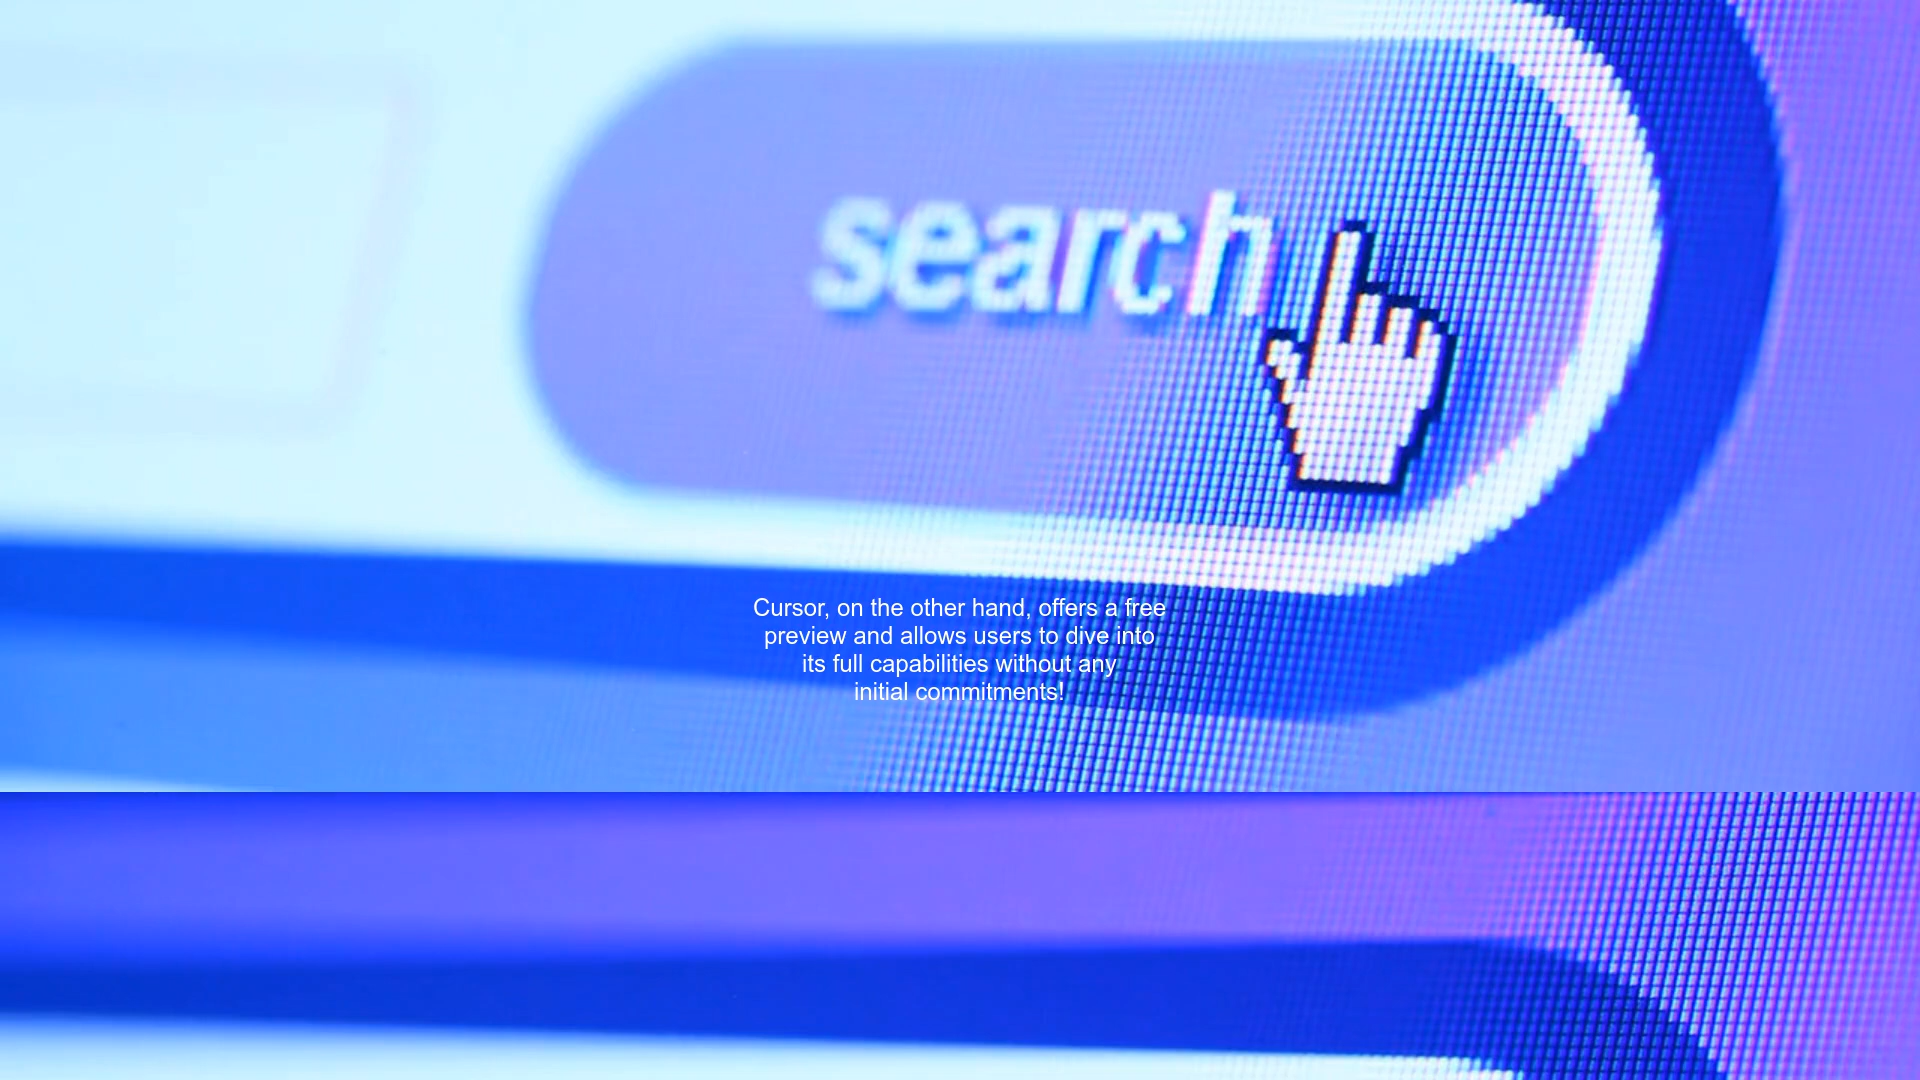 search
Cursor, on the other hand, offers a free
preview and allows users to dive into
its full capabilities without any
initial commitments!